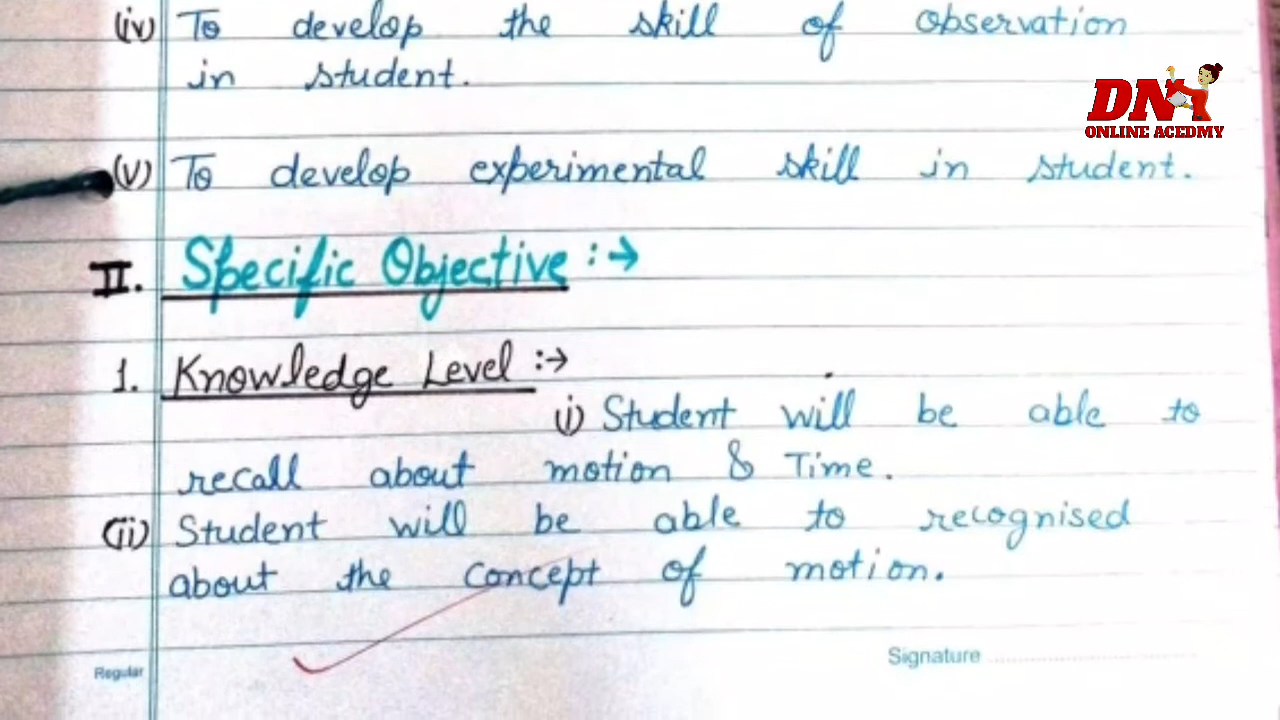 (iv) To develop the skill of observation
in student.
DNA
ONLINE ACEDMY
(v) To develop experimental skill in student.
II. Specific Objective :→
1. Knowledge Level :→
(i) Student will be able to
recall about motion & Time.
(ii) Student will be able to recognised
about the concept of motion.
Regular
Signature